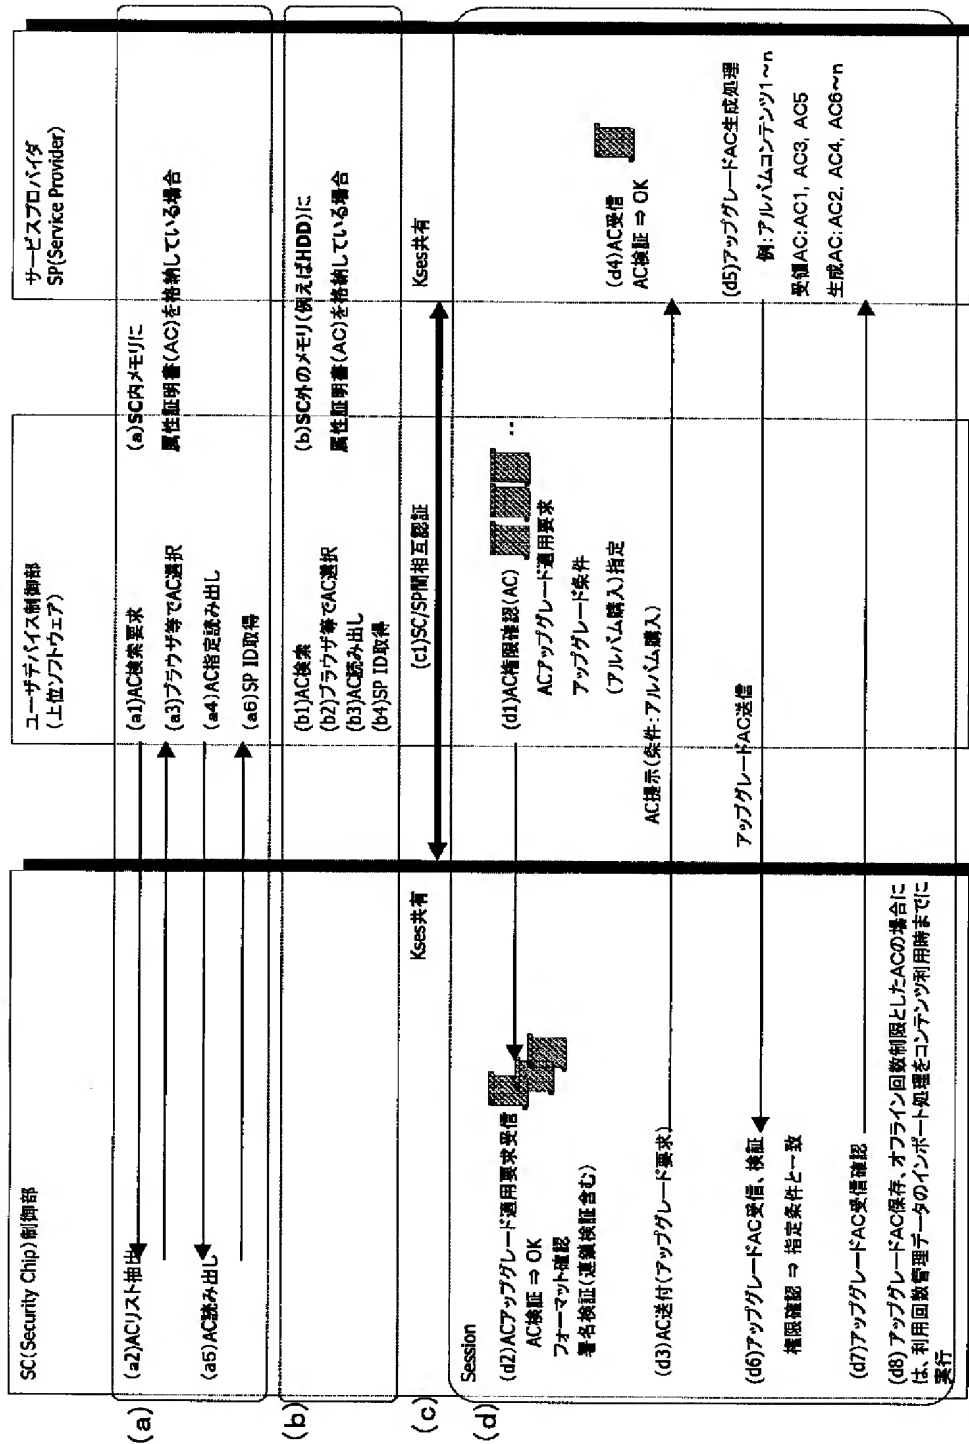 SC(Security Chip)制御部
ユーザデバイス制御部
(上位ソフトウェア)
サービスプロバイダ
SP(Service Provider)
(a)
(a1)AC検索要求
(a2)ACリスト抽出
(a3)ブラウザ等でAC選択
(a4)AC指定読み出し
(a5)AC読み出し
(a6)SP ID取得
(a)SC内メモリに
属性証明書(AC)を格納している場合
(b)
(b1)AC検索
(b2)ブラウザ等でAC選択
(b3)AC読み出し
(b4)SP ID取得
(b)SC外のメモリ(例えばHDD)に
属性証明書(AC)を格納している場合
(c)
Kses共有
(c1)SC/SP間相互認証
Kses共有
(d)
Session
(d1)AC権限確認(AC)
ACアップグレード適用要求
アップグレード条件
(アルバム購入)指定
(d2)ACアップグレード適用要求受信
AC検証 ⇒ OK
フォーマット確認
署名検証(連鎖検証含む)
(d3)AC送付(アップグレード要求)
AC提示(条件:アルバム購入)
(d4)AC受信
AC検証 ⇒ OK
(d5)アップグレードAC生成処理
例:アルバムコンテンツ1~n
受領AC:AC1, AC3, AC5
生成AC:AC2, AC4, AC6~n
アップグレードAC送信
(d6)アップグレードAC受信、検証
権限確認 ⇒ 指定条件と一致
(d7)アップグレードAC受信確認
(d8) アップグレードAC保存、オフライン回数制限としたACの場合に
は、利用回数管理データのインポート処理をコンテンツ利用時までに
実行